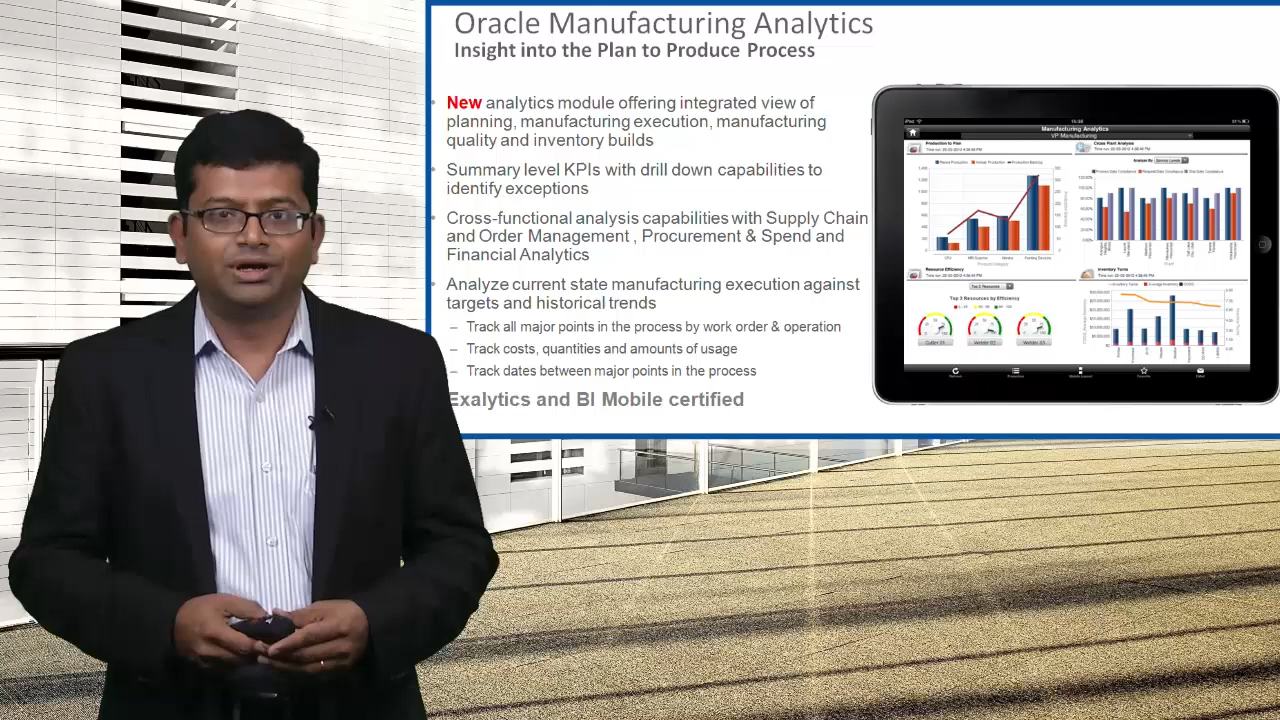 Oracle Manufacturing Analytics
Insight into the Plan to Produce Process
New analytics module offering integrated view of
planning, manufacturing execution, manufacturing
quality and inventory builds
Summary level KPIs with drill down capabilities to
identify exceptions
Cross-functional analysis capabilities with Supply Chain
and Order Management , Procurement & Spend and
Financial Analytics
Analyze current state manufacturing execution against
targets and historical trends
– Track all major points in the process by work order & operation
– Track costs, quantities and amounts of usage
– Track dates between major points in the process
Exalytics and BI Mobile certified
Manufacturing Analytics
VP Manufacturing
Production to Plan
Cross Plant Analysis
Resource Efficiency
Top 3 Resources by Efficiency
Inventory Turns